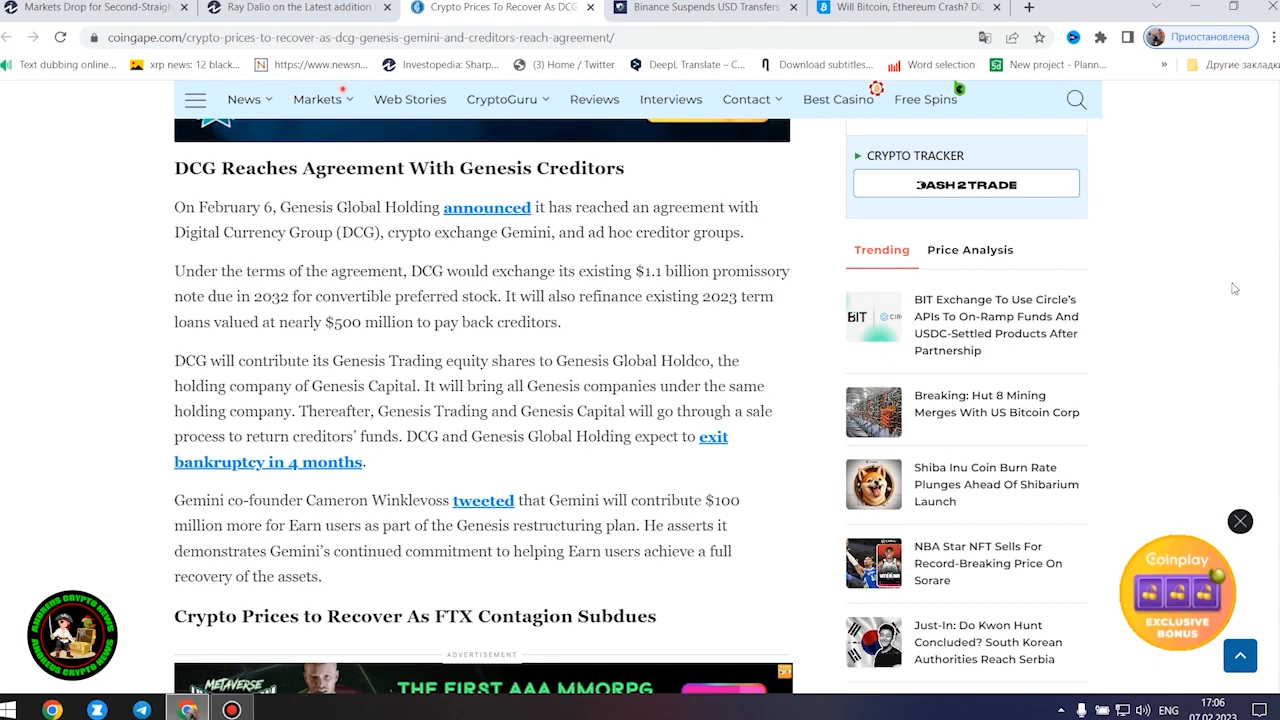 Markets Drop for Second-Straigh
Ray Dalio on the Latest addition
Crypto Prices To Recover As DCG
Binance Suspends USD Transfers
Will Bitcoin, Ethereum Crash? DC
coingape.com/crypto-prices-to-recover-as-dcg-genesis-gemini-and-creditors-reach-agreement/
Приостановлена
Text dubbing online...
xrp news: 12 black...
https://www.newsn...
Investopedia: Sharp...
(3) Home / Twitter
DeepL Translate – C...
Download subtitles...
Word selection
New project - Plann...
»
Другие закладки
News
Markets
Web Stories
CryptoGuru
Reviews
Interviews
Contact
Best Casino
Free Spins
DCG Reaches Agreement With Genesis Creditors
On February 6, Genesis Global Holding announced it has reached an agreement with
Digital Currency Group (DCG), crypto exchange Gemini, and ad hoc creditor groups.
Under the terms of the agreement, DCG would exchange its existing $1.1 billion promissory
note due in 2032 for convertible preferred stock. It will also refinance existing 2023 term
loans valued at nearly $500 million to pay back creditors.
DCG will contribute its Genesis Trading equity shares to Genesis Global Holdco, the
holding company of Genesis Capital. It will bring all Genesis companies under the same
holding company. Thereafter, Genesis Trading and Genesis Capital will go through a sale
process to return creditors' funds. DCG and Genesis Global Holding expect to exit
bankruptcy in 4 months.
Gemini co-founder Cameron Winklevoss tweeted that Gemini will contribute $100
million more for Earn users as part of the Genesis restructuring plan. He asserts it
demonstrates Gemini's continued commitment to helping Earn users achieve a full
recovery of the assets.
Crypto Prices to Recover As FTX Contagion Subdues
ADVERTISEMENT
METAVERSE
THE FIRST AAA MMORPG
CRYPTO TRACKER
DASH 2 TRADE
Trending
Price Analysis
BIT
CIR
BIT Exchange To Use Circle's
APIs To On-Ramp Funds And
USDC-Settled Products After
Partnership
Breaking: Hut 8 Mining
Merges With US Bitcoin Corp
Shiba Inu Coin Burn Rate
Plunges Ahead Of Shibarium
Launch
NBA Star NFT Sells For
Record-Breaking Price On
Sorare
Just-In: Do Kwon Hunt
Concluded? South Korean
Authorities Reach Serbia
Coinplay
EXCLUSIVE
BONUS
ANDREUS CRYPTO NEWS
ANDREUS CRYPTO NEWS
ENG
17:06
07.02.2023